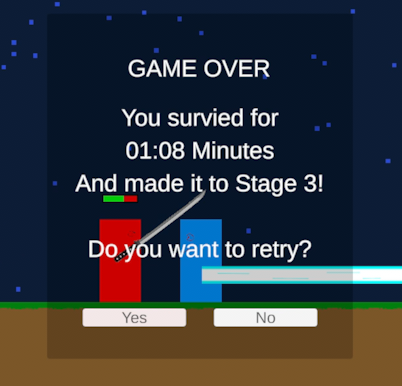 GAME OVER
You survied for
01:08 Minutes
And made it to Stage 3!
Do you want to retry?
Yes
No